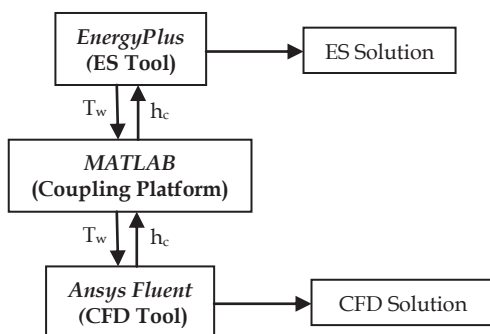 EnergyPlus
(ES Tool)
ES Solution
Tw
hc
MATLAB
(Coupling Platform)
Tw
hc
Ansys Fluent
(CFD Tool)
CFD Solution